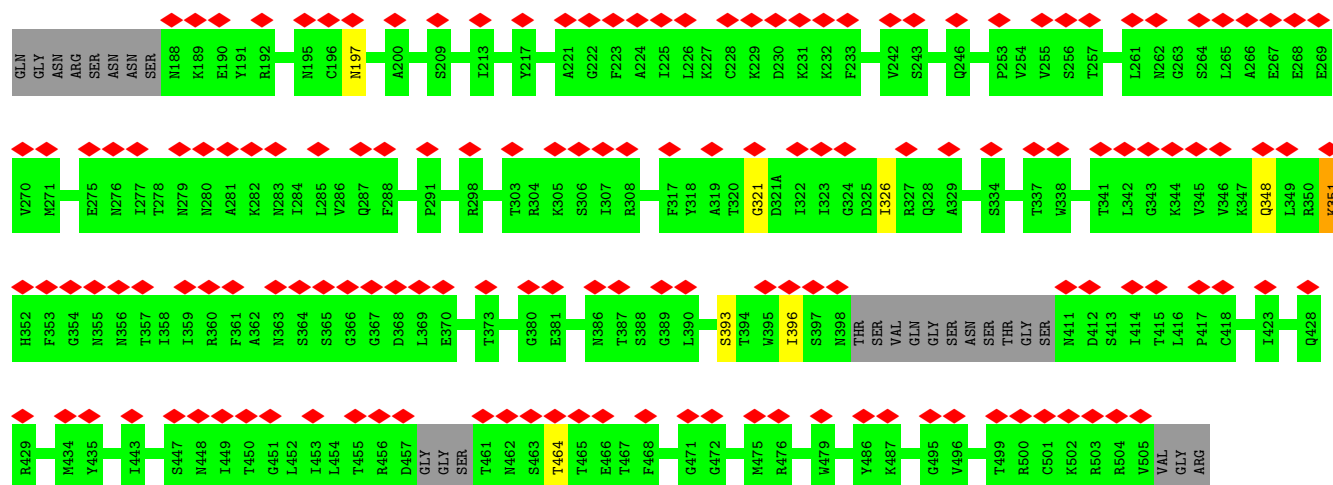 GLN GLY ASN ARG SER ASN ASN SER N188 K189 E190 Y191 R192 N195 C196 N197 A200 S209 I213 Y217 A221 G222 F223 A224 I225 L226 K227 C228 K229 D230 K231 K232 F233 V242 S243 Q246 P253 V254 V255 S256 T257 L261 N262 G263 S264 L265 A266 E267 E268 E269
V270 M271 E275 N276 I277 T278 N279 N280 A281 K282 N283 I284 L285 V286 Q287 F288 P291 R298 T303 R304 K305 S306 I307 R308 F317 Y318 A319 T320 G321 D321A I322 I323 G324 D325 I326 R327 Q328 A329 S334 T337 W338 T341 L342 G343 K344 V345 V346 K347 Q348 L349 R350 K351
H352 F353 G354 N355 N356 T357 I358 I359 R360 F361 A362 N363 S364 S365 G366 G367 D368 L369 E370 T373 G380 E381 N386 T387 S388 G389 L390 S393 T394 W395 I396 S397 N398 THR SER VAL GLN GLY SER ASN SER THR GLY SER N411 D412 S413 I414 T415 L416 P417 C418 I423 Q428
R429 M434 Y435 I443 S447 N448 I449 T450 G451 L452 I453 L454 T455 R456 D457 GLY GLY SER T461 N462 S463 T464 T465 E466 T467 F468 G471 G472 M475 R476 W479 Y486 K487 G495 V496 T499 R500 C501 K502 R503 R504 V505 VAL GLY ARG